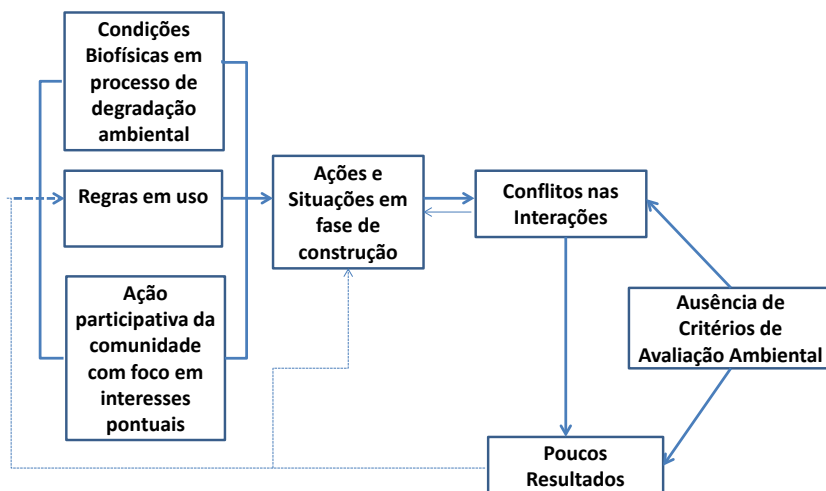 Condições
Biofísicas em
processo de
degradação
ambiental
Regras em uso
Ação
participativa da
comunidade
com foco em
interesses
pontuais
Ações e
Situações em
fase de
construção
Conflitos nas
Interações
Ausência de
Critérios de
Avaliação Ambiental
Poucos
Resultados